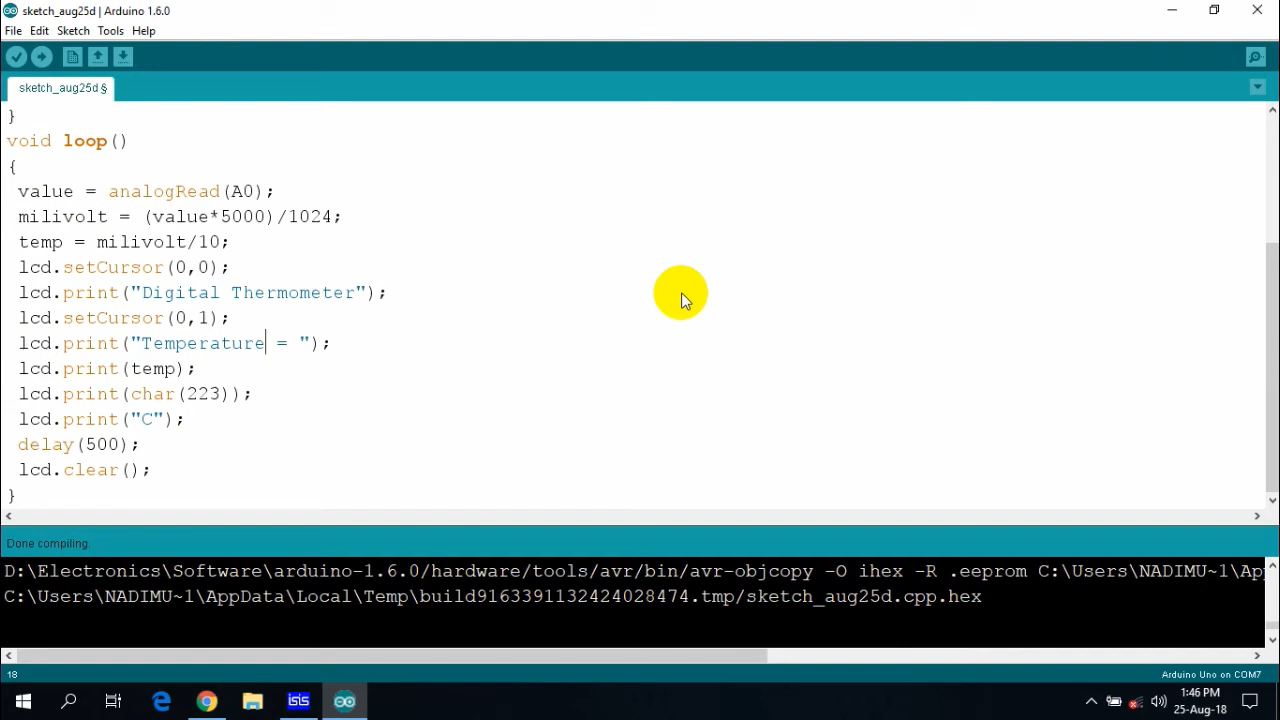 sketch_aug25d | Arduino 1.6.0
File Edit Sketch Tools Help
sketch_aug25d §
}
void loop()
{
value = analogRead(A0);
milivolt = (value*5000)/1024;
temp = milivolt/10;
lcd.setCursor(0,0);
lcd.print("Digital Thermometer");
lcd.setCursor(0,1);
lcd.print("Temperature = ");
lcd.print(temp);
lcd.print(char(223));
lcd.print("C");
delay(500);
lcd.clear();
}
Done compiling.
D:\Electronics\Software\arduino-1.6.0/hardware/tools/avr/bin/avr-objcopy -O ihex -R .eeprom C:\Users\NADIMU~1\Ap
C:\Users\NADIMU~1\AppData\Local\Temp\build9163391132424028474.tmp/sketch_aug25d.cpp.hex
18 Arduino Uno on COM7
isis
1:46 PM
25-Aug-18